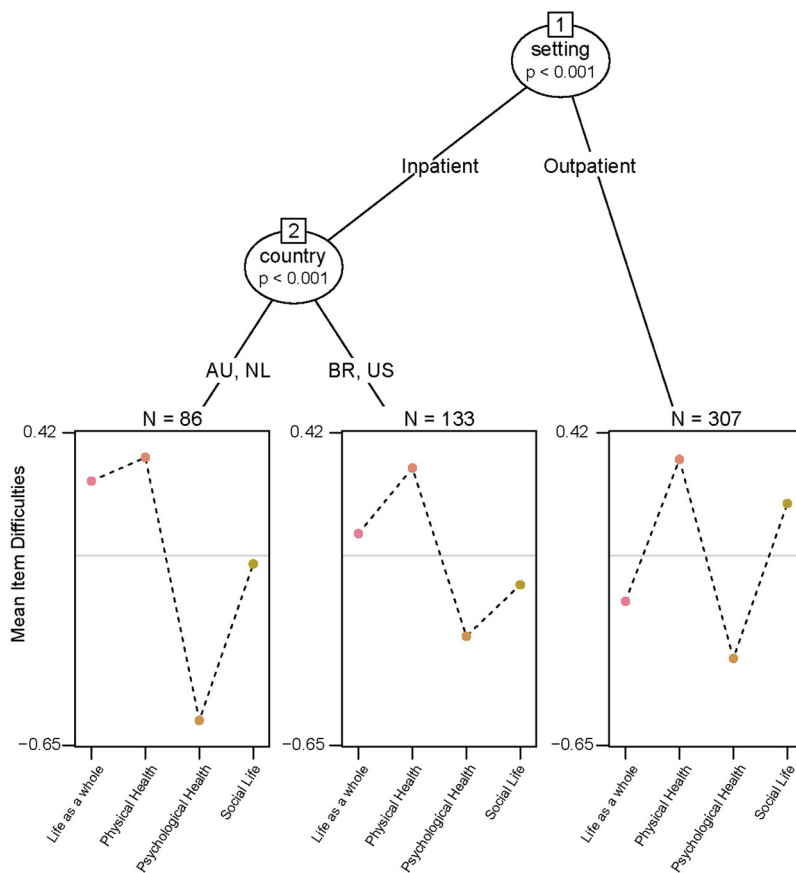 1
setting
p < 0.001
Inpatient
Outpatient
2
country
p < 0.001
AU, NL
BR, US
N = 86
N = 133
N = 307
0.42
0.42
0.42
Mean Item Difficulties
−0.65
−0.65
−0.65
Life as a whole
Physical Health
Psychological Health
Social Life
Life as a whole
Physical Health
Psychological Health
Social Life
Life as a whole
Physical Health
Psychological Health
Social Life